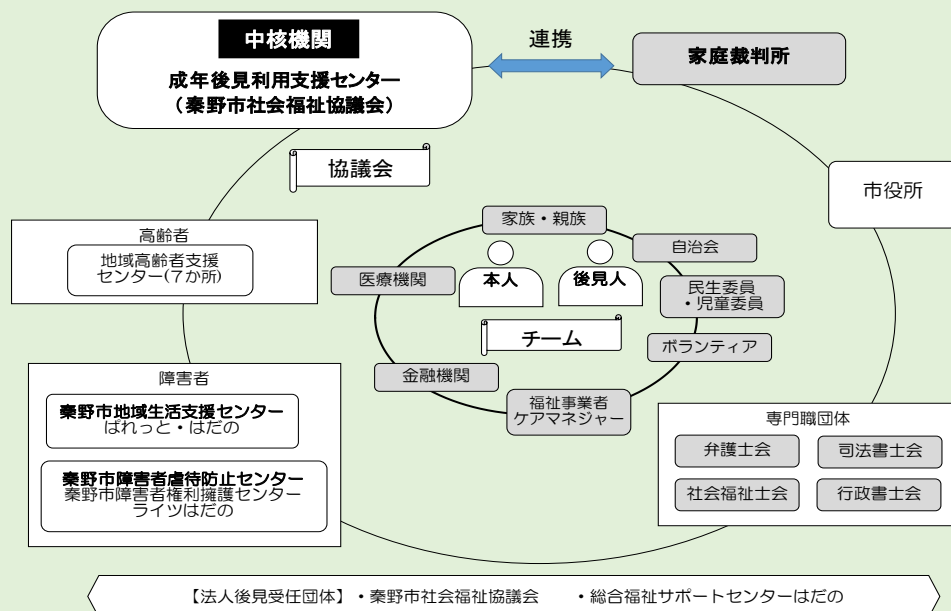 中核機関
成年後見利用支援センター
（秦野市社会福祉協議会）
連携
家庭裁判所
協議会
市役所
高齢者
地域高齢者支援
センター(７か所)
家族・親族
自治会
医療機関
本人
後見人
民生委員
・児童委員
チーム
ボランティア
金融機関
福祉事業者
ケアマネジャー
障害者
秦野市地域生活支援センター
ぱれっと・はだの
秦野市障害者虐待防止センター
秦野市障害者権利擁護センター
ライツはだの
専門職団体
弁護士会
司法書士会
社会福祉士会
行政書士会
【法人後見受任団体】・秦野市社会福祉協議会　　・総合福祉サポートセンターはだの